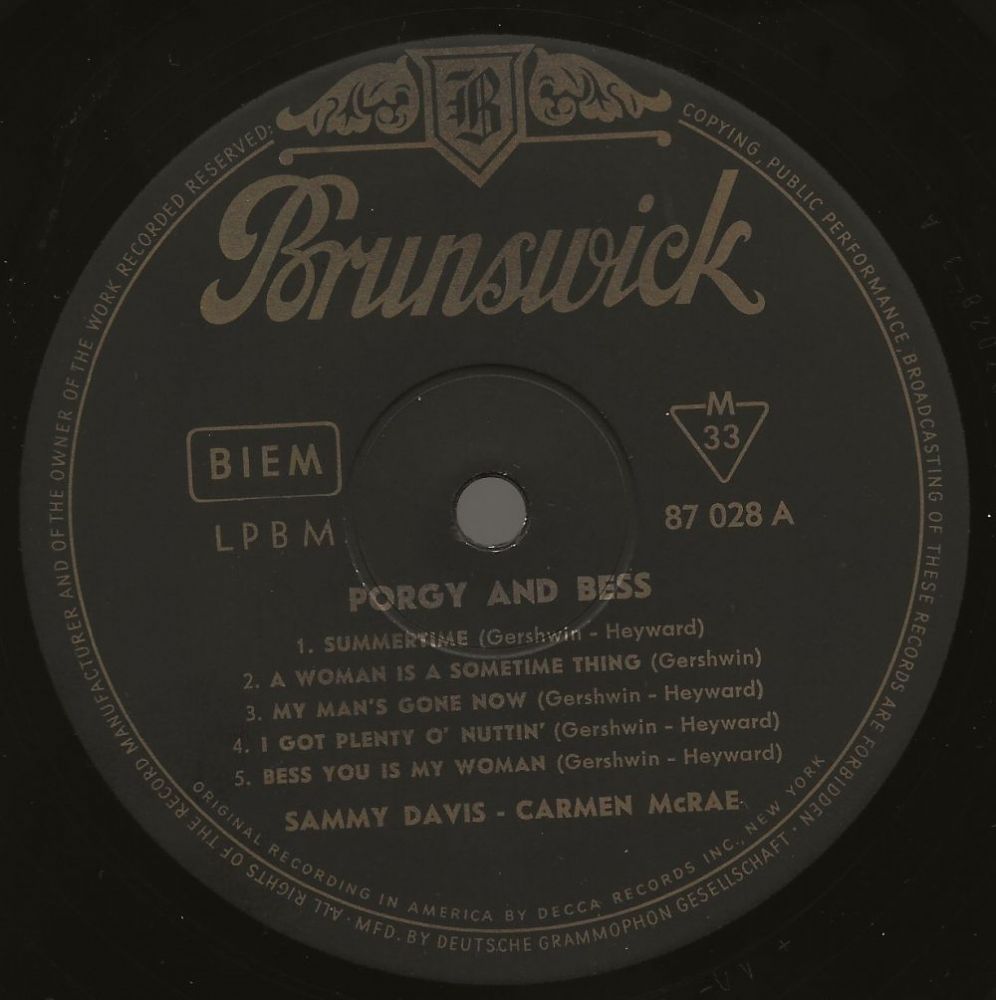 B
Brunswick
BIEM
LPBM
M
33
87 028 A
PORGY AND BESS
1. SUMMERTIME (Gershwin - Heyward)
2. A WOMAN IS A SOMETIME THING (Gershwin)
3. MY MAN'S GONE NOW (Gershwin - Heyward)
4. I GOT PLENTY O' NUTTIN' (Gershwin - Heyward)
5. BESS YOU IS MY WOMAN (Gershwin - Heyward)
SAMMY DAVIS - CARMEN McRAE
ORIGINAL RECORDING IN AMERICA BY DECCA RECORDS INC., NEW YORK
· ALL RIGHTS OF THE RECORD MANUFACTURER AND OF THE OWNER OF THE WORK RECORDED RESERVED:
COPYING, PUBLIC PERFORMANCE, BROADCASTING OF THESE RECORDS ARE FORBIDDEN ·
MFD. BY DEUTSCHE GRAMMOPHON GESELLSCHAFT ·